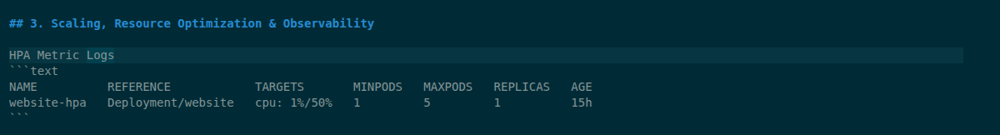 ## 3. Scaling, Resource Optimization & Observability
HPA Metric Logs
```text
NAME          REFERENCE            TARGETS       MINPODS   MAXPODS   REPLICAS   AGE
website-hpa   Deployment/website   cpu: 1%/50%   1         5         1          15h
```